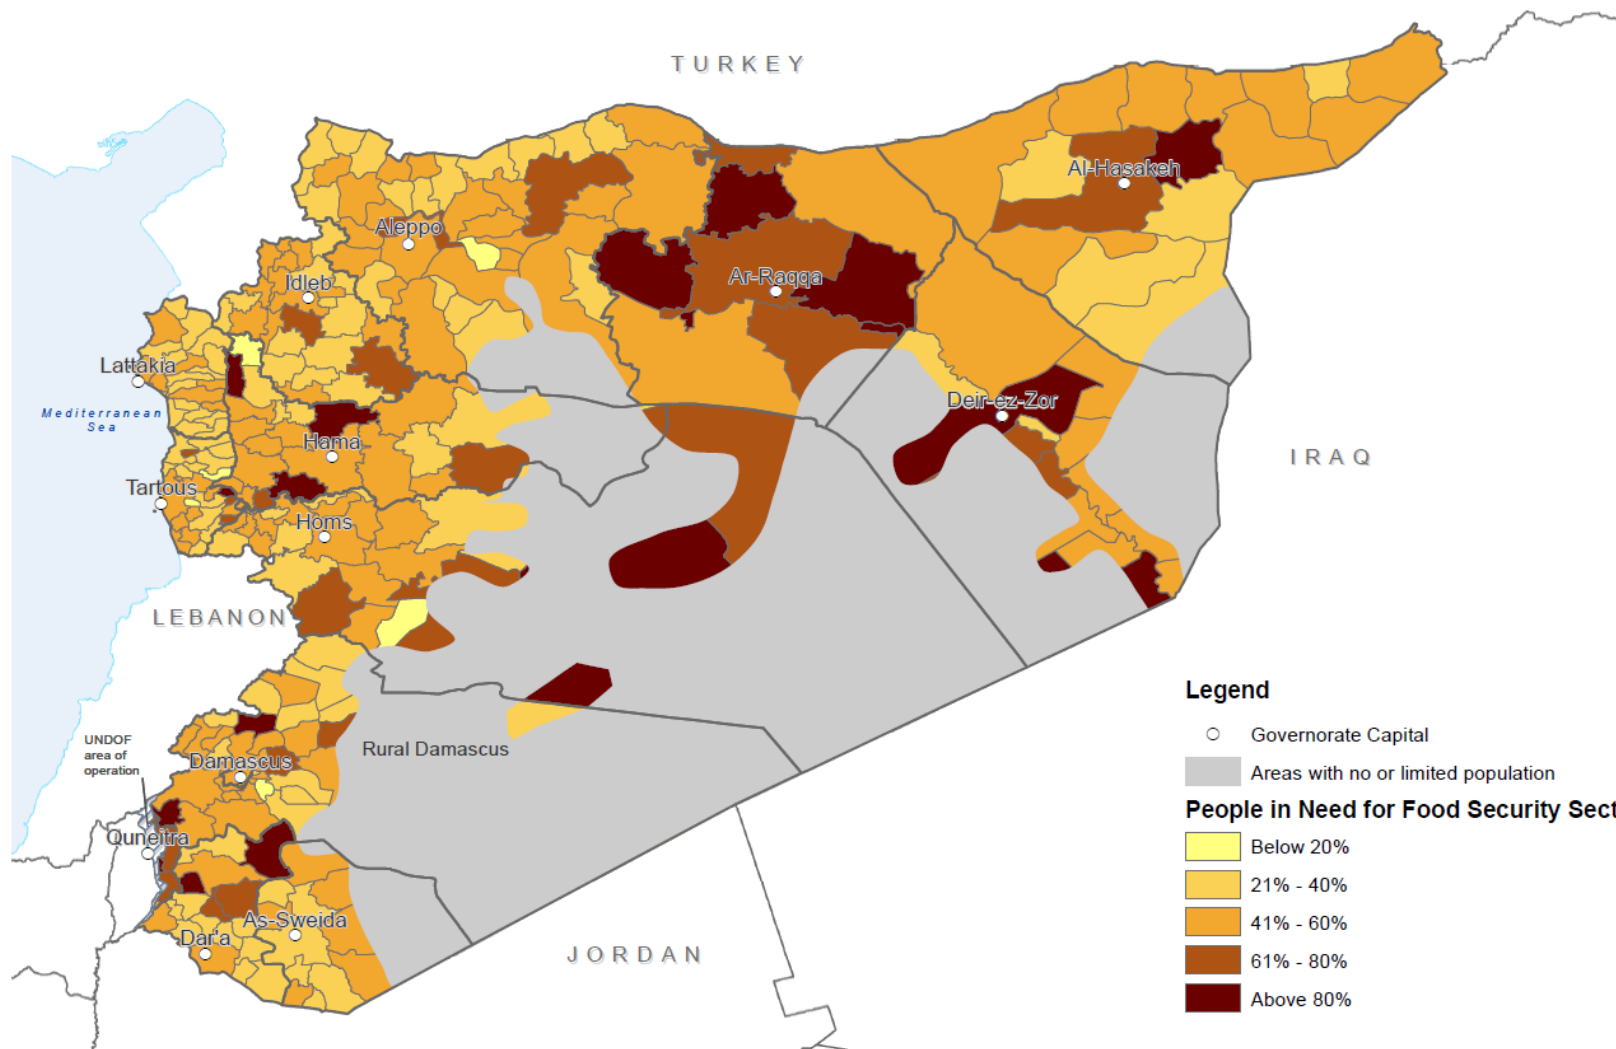 TURKEY
Al-Hasakeh
Aleppo
Ar-Raqqa
Idleb
Lattakia
Deir-ez-Zor
Mediterranean
Sea
Hama
IRAQ
Tartous
Homs
LEBANON
UNDOF
area of
operation
Rural Damascus
Damascus
Quneitra
As-Sweida
Dar'a
JORDAN
Legend
Governorate Capital
Areas with no or limited population
People in Need for Food Security Sect
Below 20%
21% - 40%
41% - 60%
61% - 80%
Above 80%